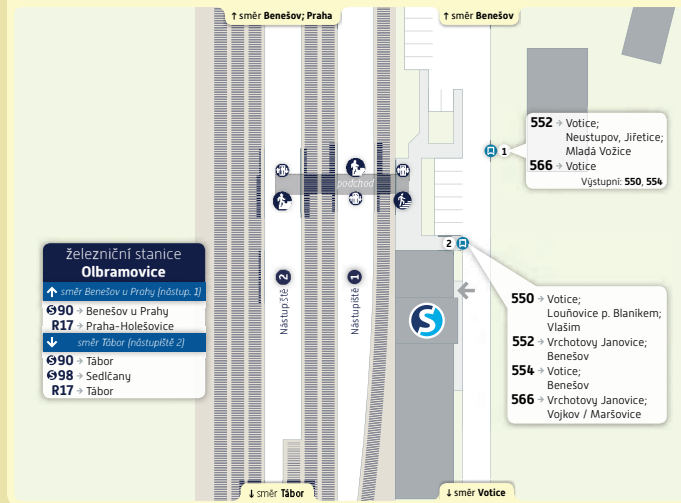 ↑ směr Benešov; Praha
↑ směr Benešov
552 → Votice;
Neustupov, Jiřetice;
Mladá Vožice
566 → Votice
Výstupní: 550, 554
1
podchod
2
železniční stanice
Olbramovice
↑ směr Benešov u Prahy (nástup. 1)
S90 → Benešov u Prahy
R17 → Praha-Holešovice
↓ směr Tábor (nástupiště 2)
S90 → Tábor
S98 → Sedlčany
R17 → Tábor
Nástupiště 2
Nástupiště 1
S
550 → Votice;
Louňovice p. Blaníkem;
Vlašim
552 → Vrchotovy Janovice;
Benešov
554 → Votice;
Benešov
566 → Vrchotovy Janovice;
Vojkov / Maršovice
↓ směr Tábor
↓ směr Votice